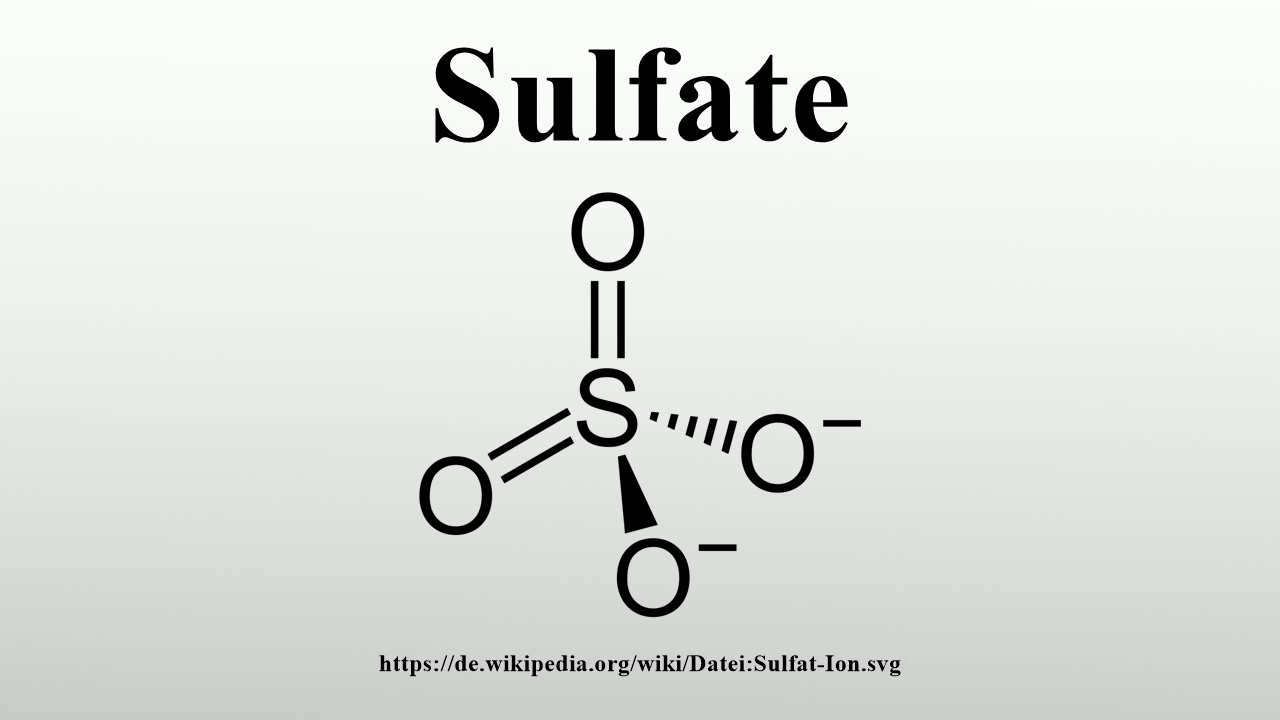 Sulfate
O
S
O⁻
O
O⁻
https://de.wikipedia.org/wiki/Datei:Sulfat-Ion.svg